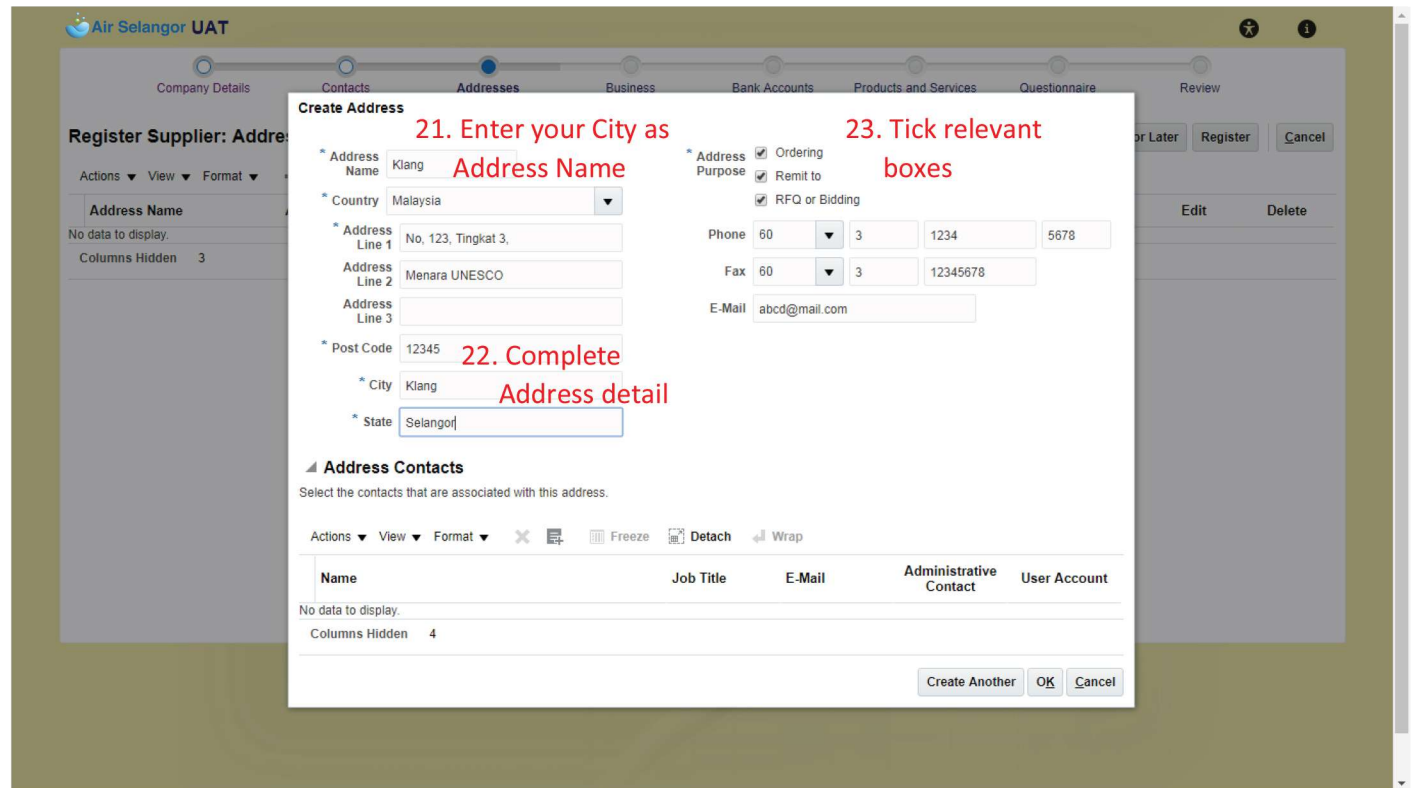 Air Selangor UAT
Company Details
Contacts
Addresses
Business
Bank Accounts
Products and Services
Questionnaire
Review
Register Supplier: Addre
or Later
Register
Cancel
Actions View Format
Address Name
Edit
Delete
No data to display.
Columns Hidden 3
Create Address
21. Enter your City as
Address Name
* Address Name Klang
* Country Malaysia
* Address Line 1 No, 123, Tingkat 3,
Address Line 2 Menara UNESCO
Address Line 3
* Post Code 12345
22. Complete
Address detail
* City Klang
* State Selangor
23. Tick relevant
boxes
* Address Purpose
Ordering
Remit to
RFQ or Bidding
Phone 60 3 1234 5678
Fax 60 3 12345678
E-Mail abcd@mail.com
Address Contacts
Select the contacts that are associated with this address.
Actions View Format Freeze Detach Wrap
Name Job Title E-Mail Administrative Contact User Account
No data to display.
Columns Hidden 4
Create Another OK Cancel